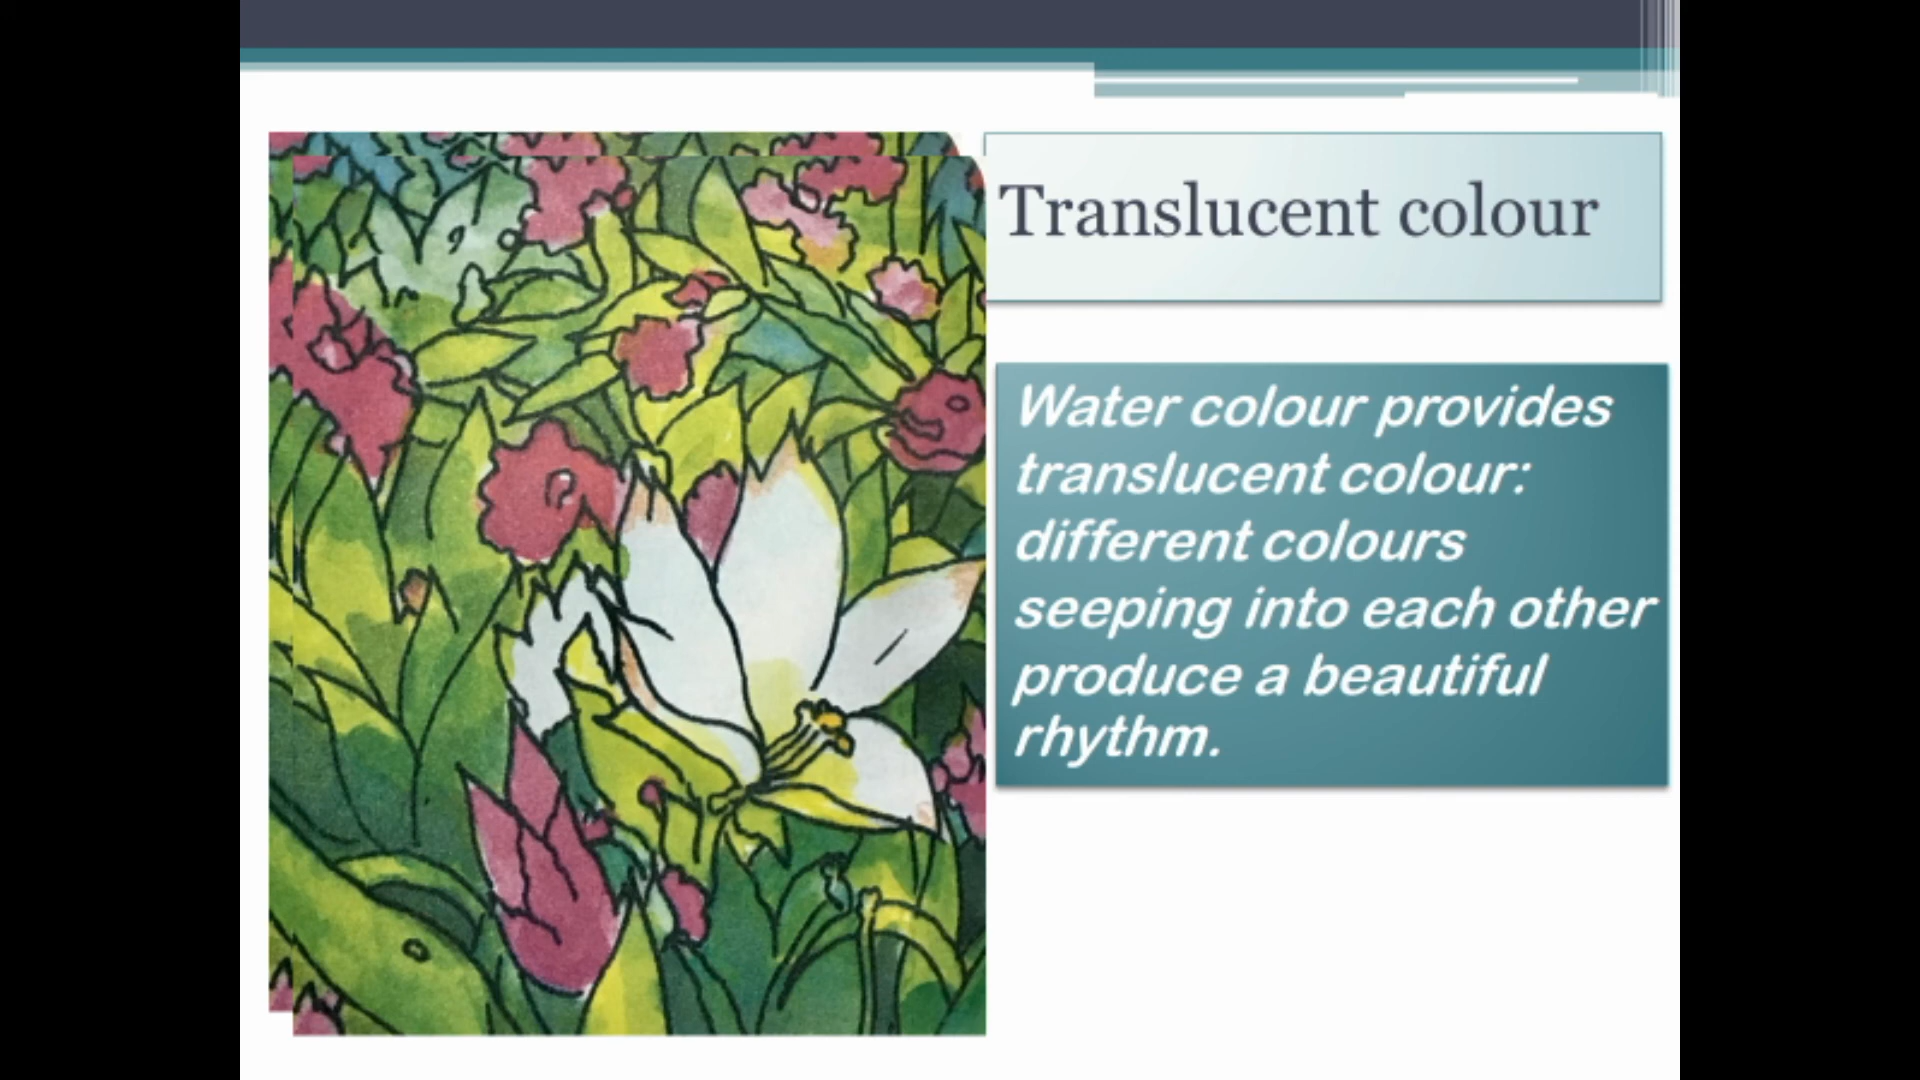 Translucent colour
Water colour provides
translucent colour:
different colours
seeping into each other
produce a beautiful
rhythm.